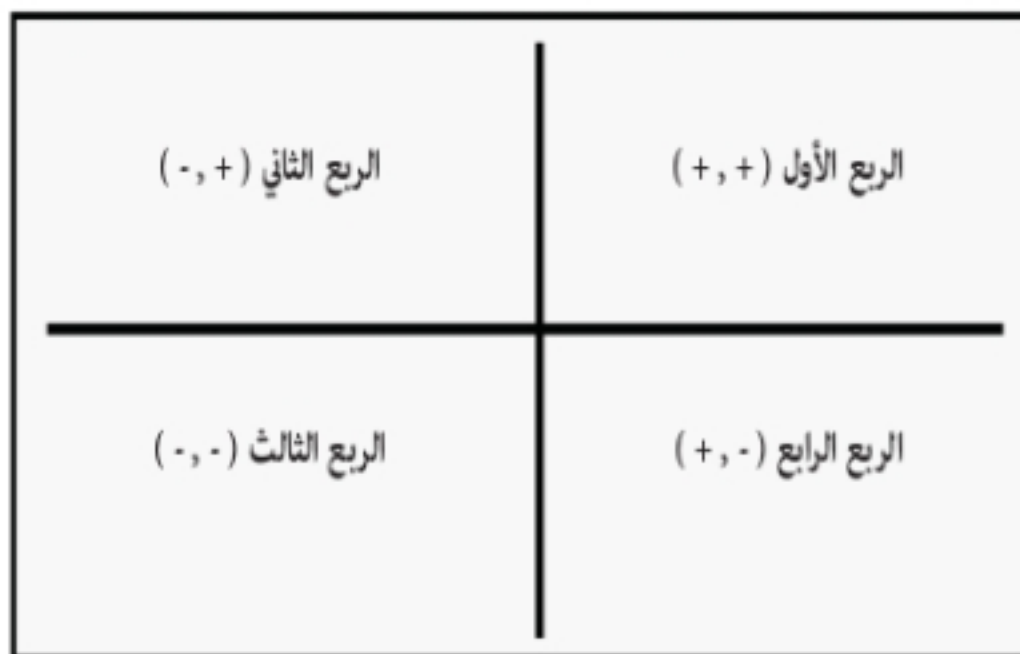 الربع الأول ( + , + )
الربع الثاني ( - , + )
الربع الرابع ( + , - )
الربع الثالث ( - , - )